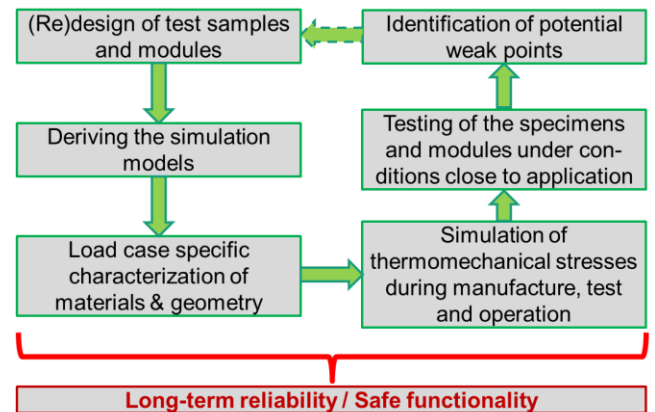 (Re)design of test samples
and modules
Deriving the simulation
models
Load case specific
characterization of
materials & geometry
Identification of potential
weak points
Testing of the specimens
and modules under con-
ditions close to application
Simulation of
thermomechanical stresses
during manufacture, test
and operation
Long-term reliability / Safe functionality